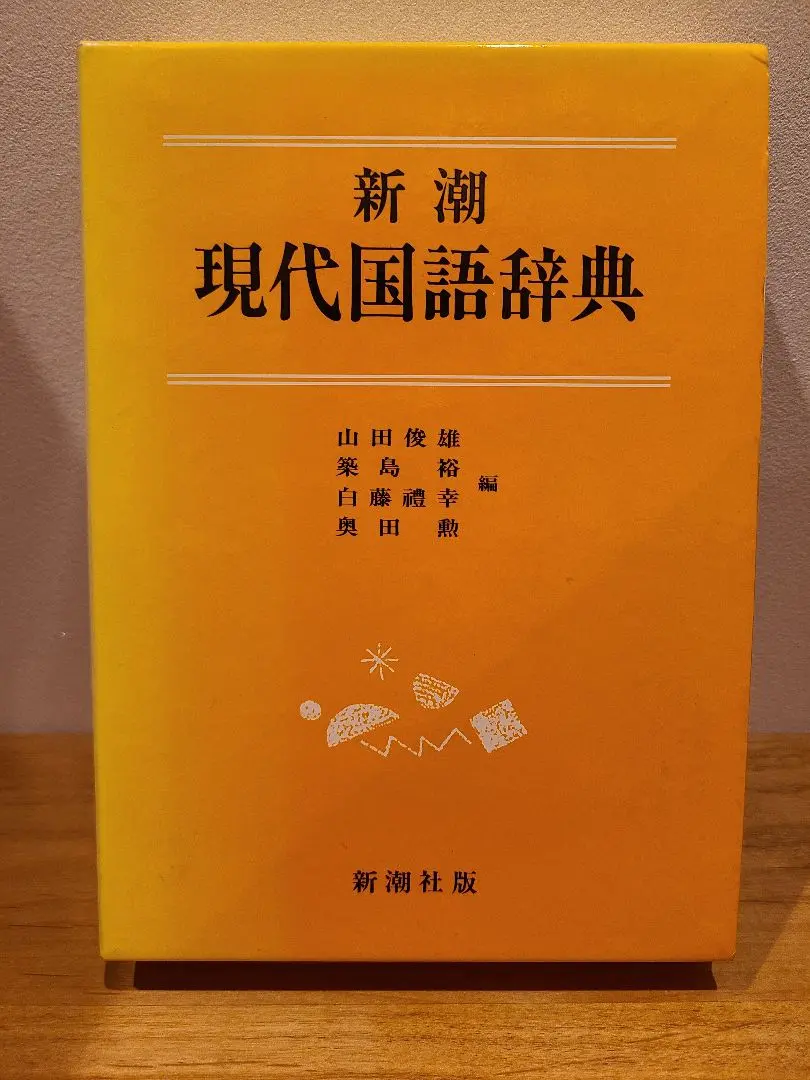 新潮
現代国語辞典
山田俊雄
築島裕
白藤禮幸
奥田勲
編
新潮社版